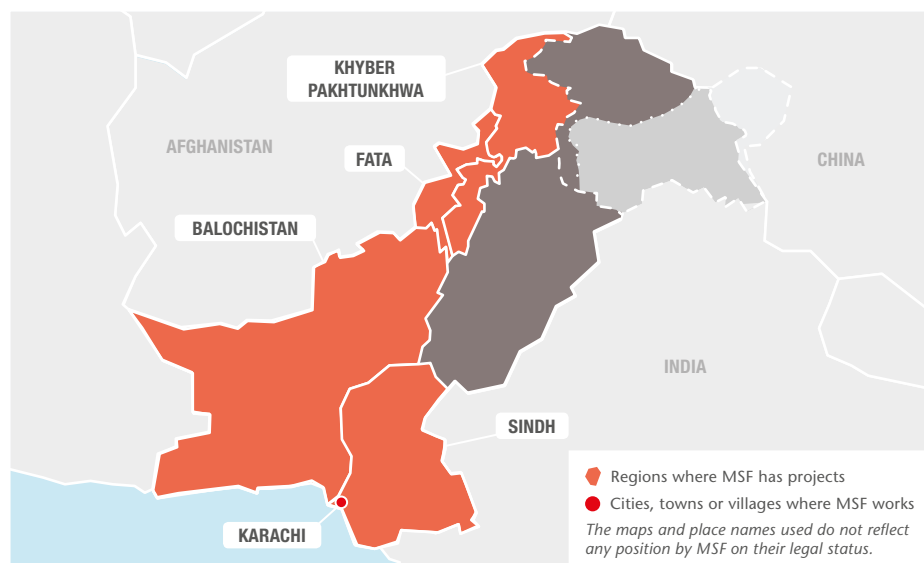 KHYBER
PAKHTUNKHWA
AFGHANISTAN
FATA
CHINA
BALOCHISTAN
INDIA
SINDH
KARACHI
Regions where MSF has projects
Cities, towns or villages where MSF works
The maps and place names used do not reflect
any position by MSF on their legal status.